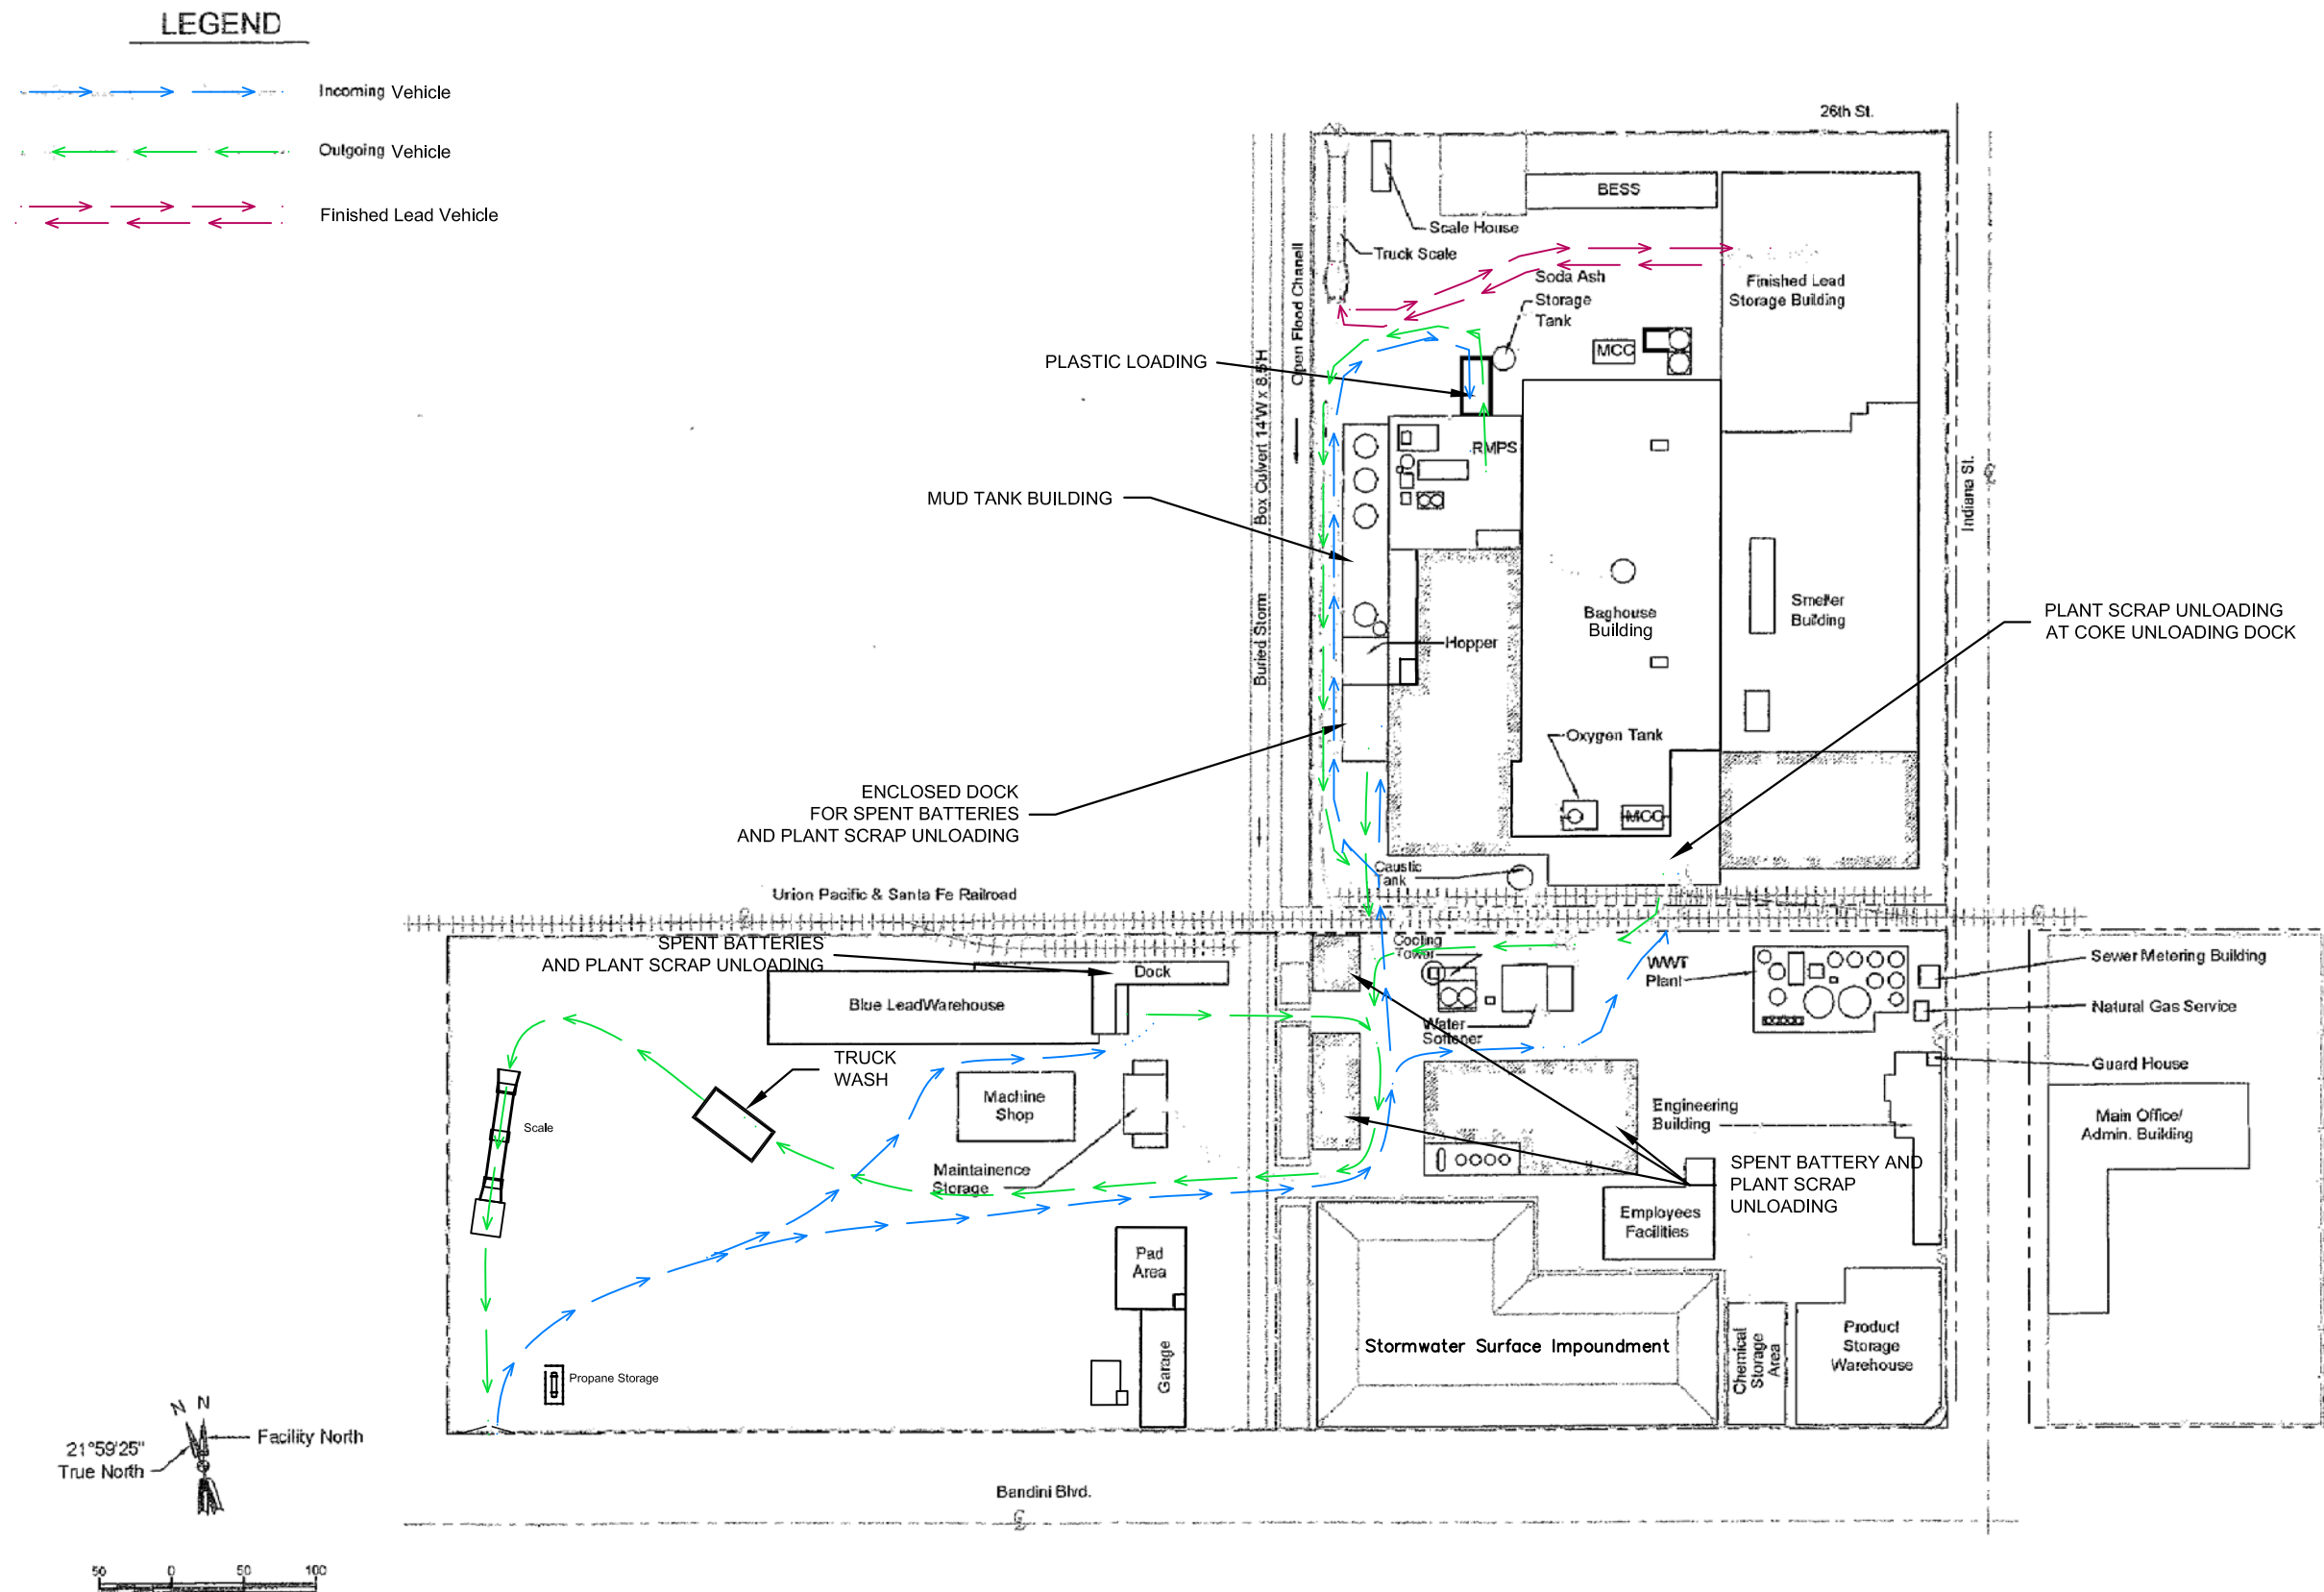 LEGEND
Incoming Vehicle
Outgoing Vehicle
Finished Lead Vehicle
26th St.
BESS
Scale House
Truck Scale
Soda Ash
Storage
Tank
Finished Lead
Storage Building
MCC
PLASTIC LOADING
Open Flood Chanell
Box Culvert 14'W x 8.5'H
Buried Storm
RMPS
MUD TANK BUILDING
Indiana St.
Baghouse
Building
Smelter
Building
Hopper
PLANT SCRAP UNLOADING
AT COKE UNLOADING DOCK
Oxygen Tank
MCC
ENCLOSED DOCK
FOR SPENT BATTERIES
AND PLANT SCRAP UNLOADING
Caustic
Tank
Union Pacific & Santa Fe Railroad
SPENT BATTERIES
AND PLANT SCRAP UNLOADING
Dock
Blue LeadWarehouse
Cooling
Tower
WWT
Plant
Sewer Metering Building
Natural Gas Service
Water
Softener
TRUCK
WASH
Guard House
Machine
Shop
Scale
Engineering
Building
Main Office/
Admin. Building
Maintainence
Storage
SPENT BATTERY AND
PLANT SCRAP
UNLOADING
Employees
Facilities
Pad
Area
Stormwater Surface Impoundment
Chemical
Storage
Area
Product
Storage
Warehouse
Garage
Propane Storage
N N
Facility North
21°59'25"
True North
Bandini Blvd.
50 0 50 100